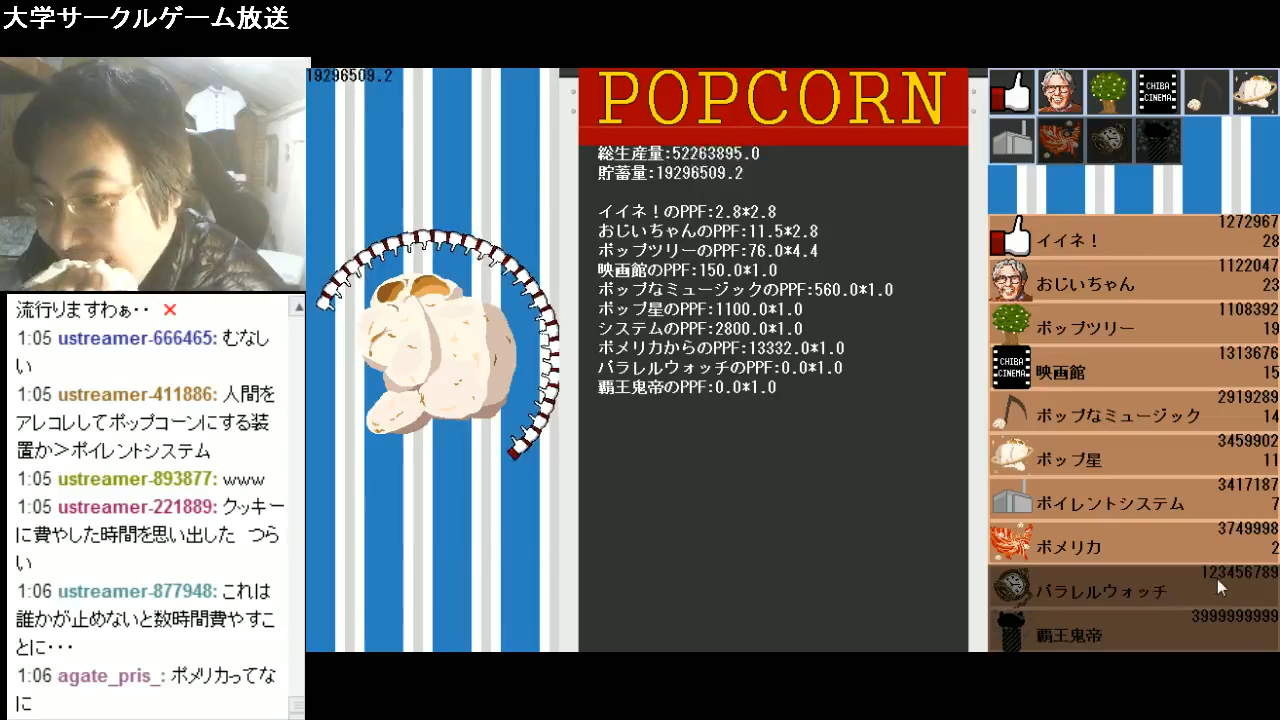 大学サークルゲーム放送
流行りますわぁ・・
1:05 ustreamer-666465: むなし
い
1:05 ustreamer-411886: 人間を
アレコレしてポップコーンにする装
置か＞ポイレントシステム
1:05 ustreamer-893877: www
1:05 ustreamer-221889: クッキー
に費やした時間を思い出した つら
い
1:06 ustreamer-877948: これは
誰かが止めないと数時間費やすこ
とに・・・
1:06 agate_pris_: ポメリカってな
に
19296509.2
POPCORN
総生産量:52263895.0
貯蓄量:19296509.2
イイネ！のPPF:2.8*2.8
おじいちゃんのPPF:11.5*2.8
ポップツリーのPPF:76.0*4.4
映画館のPPF:150.0*1.0
ポップなミュージックのPPF:560.0*1.0
ポップ星のPPF:1100.0*1.0
システムのPPF:2800.0*1.0
ポメリカからのPPF:13332.0*1.0
パラレルウォッチのPPF:0.0*1.0
覇王鬼帝のPPF:0.0*1.0
CHIBA
CINEMA
1272967
イイネ！ 28
1122047
おじいちゃん 23
1108392
ポップツリー 19
CHIBA
CINEMA
1313676
映画館 15
2919289
ポップなミュージック 14
3459902
ポップ星 11
3417187
ポイレントシステム 7
3749998
ポメリカ 2
123456789
パラレルウォッチ
3999999999
覇王鬼帝